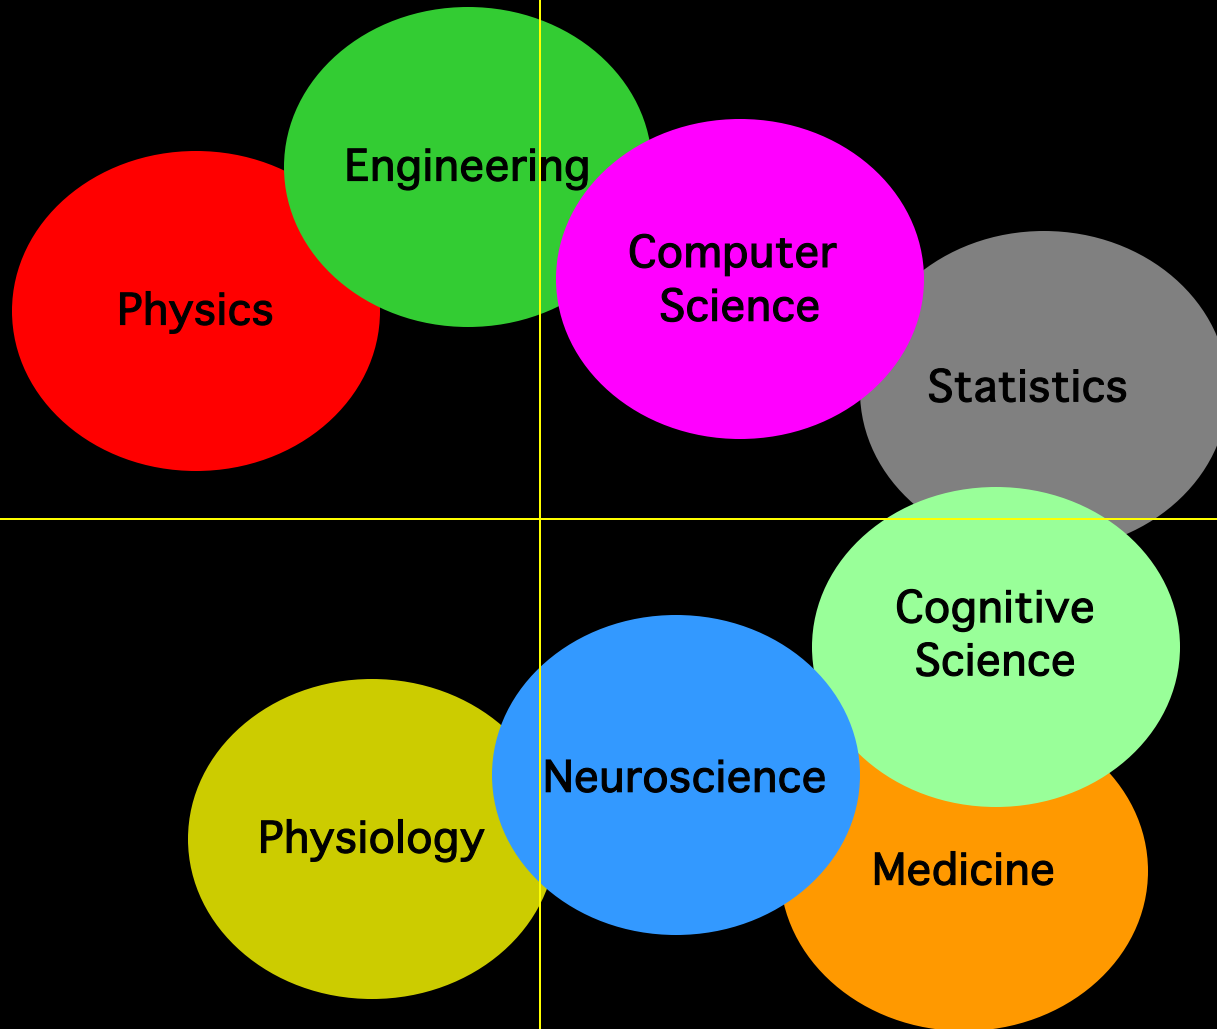 Engineering
Physics
Computer
Science
Statistics
Cognitive
Science
Neuroscience
Physiology
Medicine